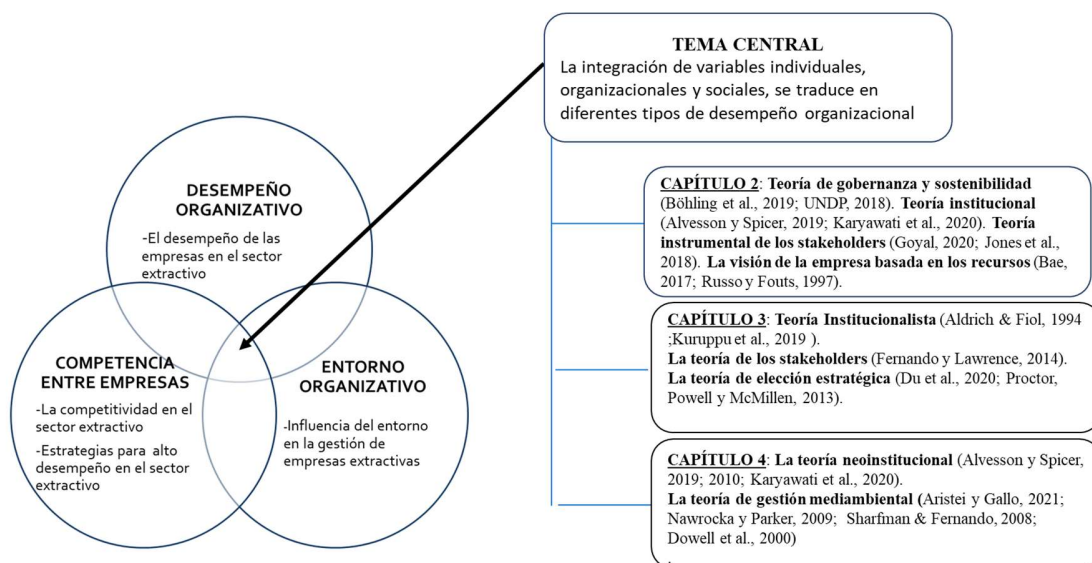 TEMA CENTRAL
La integración de variables individuales,
organizacionales y sociales, se traduce en
diferentes tipos de desempeño organizacional
DESEMPEÑO
ORGANIZATIVO
-El desempeño de las
empresas en el sector
extractivo
COMPETENCIA
ENTRE EMPRESAS
-La competitividad en el
sector extractivo
-Estrategias para alto
desempeño en el sector
extractivo
ENTORNO
ORGANIZATIVO
-Influencia del entorno
en la gestión de
empresas extractivas
CAPÍTULO 2: Teoría de gobernanza y sostenibilidad
(Böhling et al., 2019; UNDP, 2018). Teoría institucional
(Alvesson y Spicer, 2019; Karyawati et al., 2020). Teoría
instrumental de los stakeholders (Goyal, 2020; Jones et al.,
2018). La visión de la empresa basada en los recursos (Bae,
2017; Russo y Fouts, 1997).
CAPÍTULO 3: Teoría Institucionalista (Aldrich & Fiol, 1994
;Kuruppu et al., 2019 ).
La teoría de los stakeholders (Fernando y Lawrence, 2014).
La teoría de elección estratégica (Du et al., 2020; Proctor,
Powell y McMillen, 2013).
CAPÍTULO 4: La teoría neoinstitucional (Alvesson y Spicer,
2019; 2010; Karyawati et al., 2020).
La teoría de gestión mediambiental (Aristei y Gallo, 2021;
Nawrocka y Parker, 2009; Sharfman & Fernando, 2008;
Dowell et al., 2000)